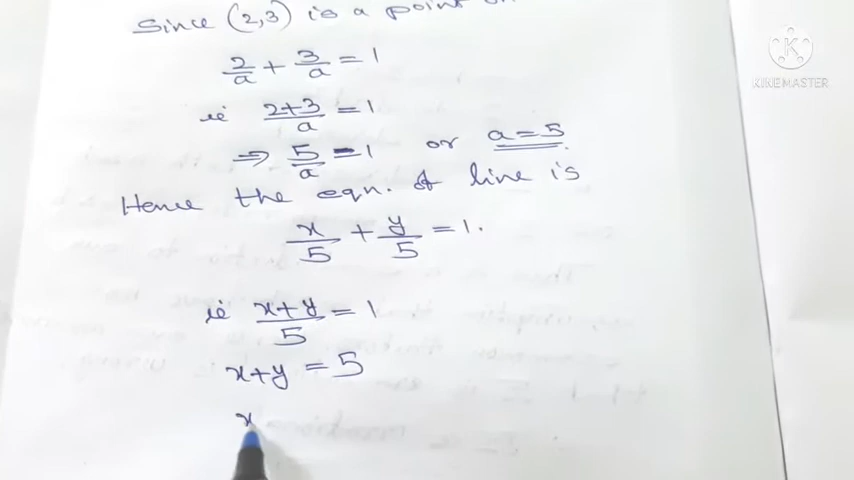 Since (2,3) is a point
2/a + 3/a = 1
ie 2+3/a = 1
⇒ 5/a = 1 or a = 5.
Hence the eqn. of line is
x/5 + y/5 = 1.
ie x+y/5 = 1
x+y = 5
x
K
KINEMASTER